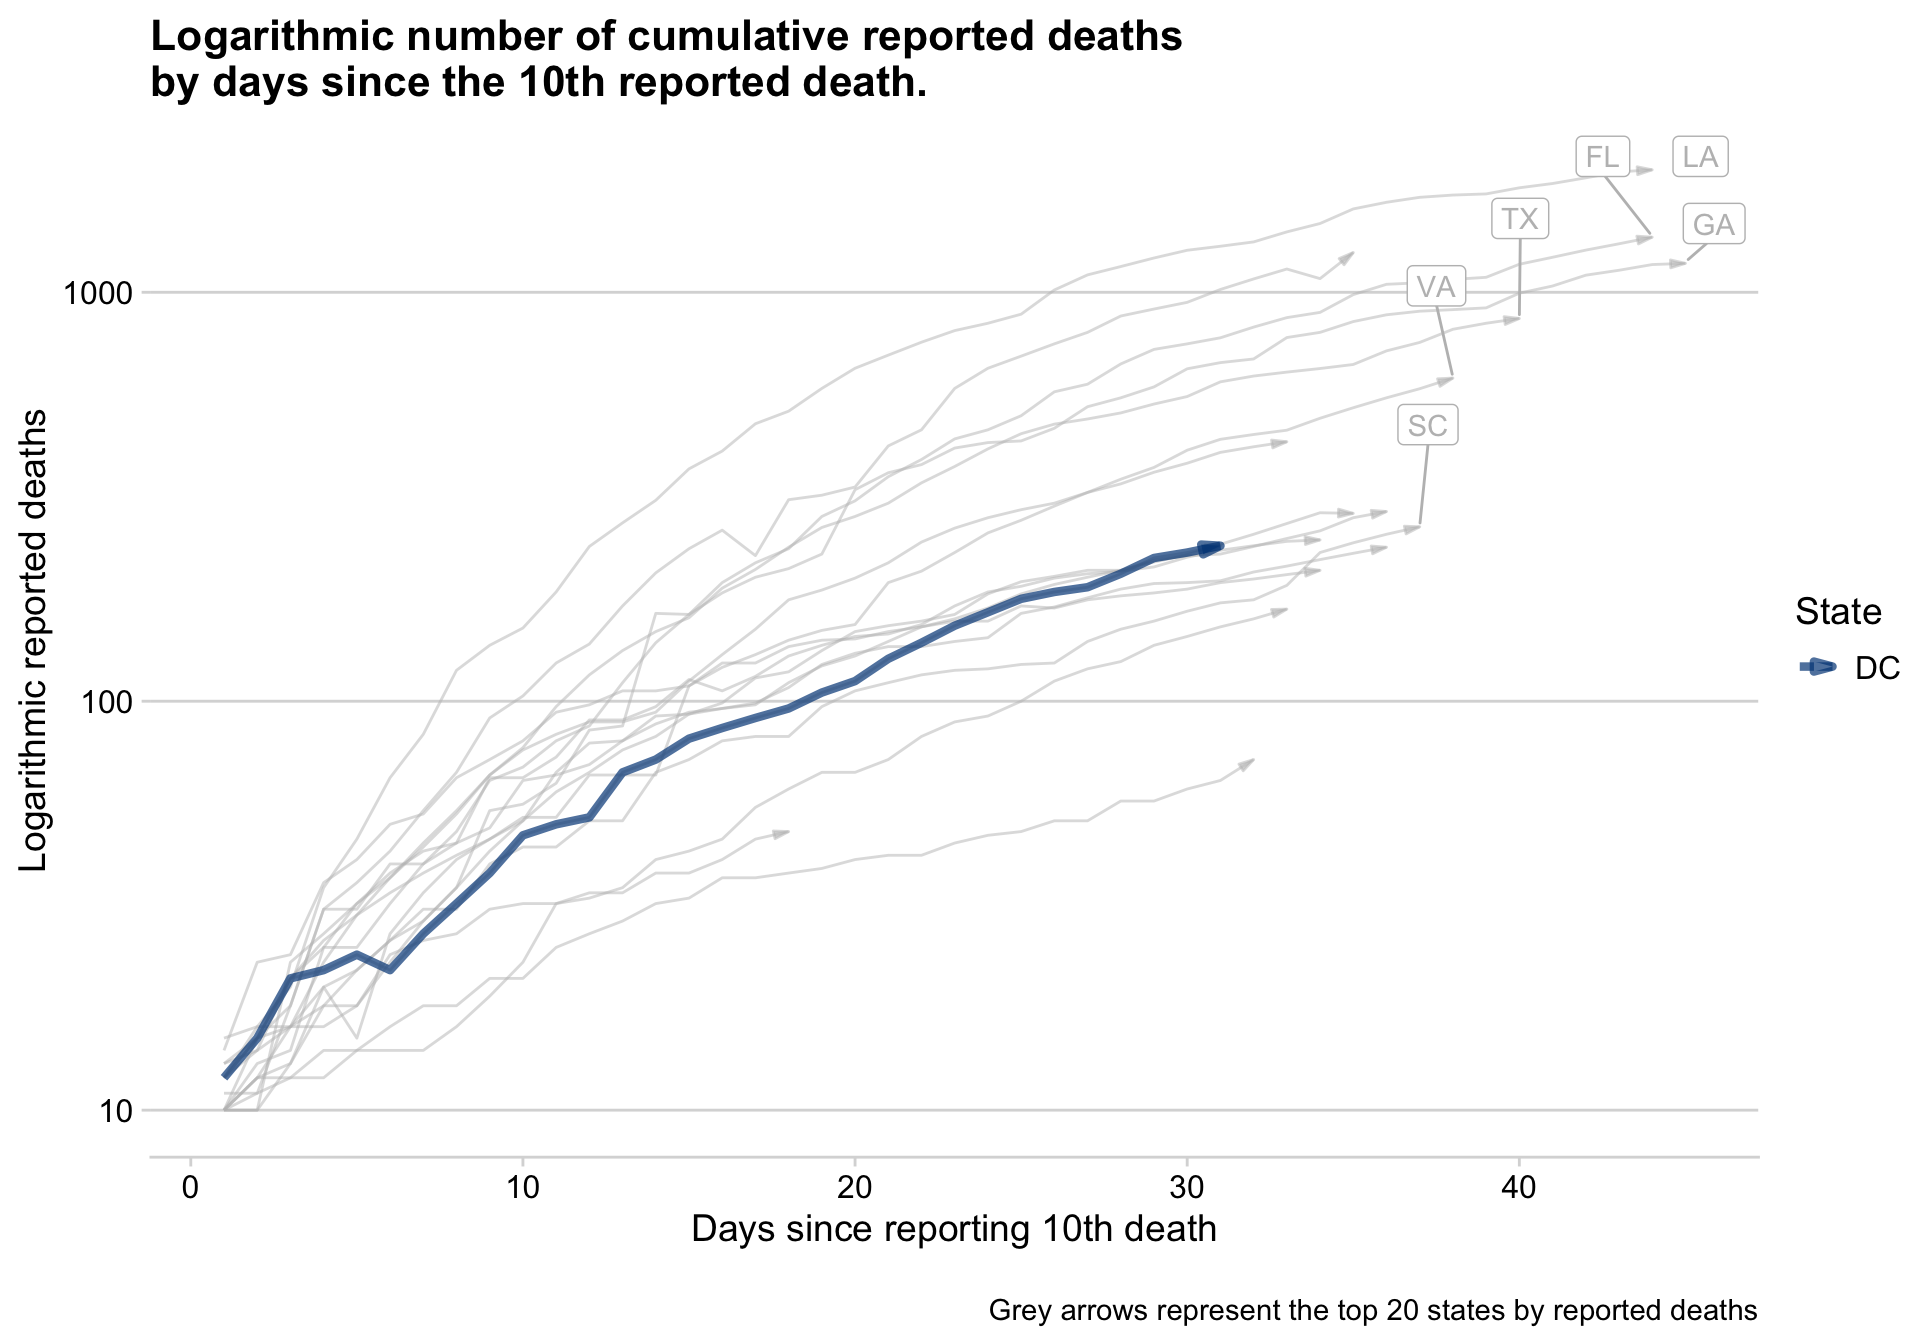 Logarithmic number of cumulative reported deaths
by days since the 10th reported death.
FL
LA
TX
GA
VA
SC
1000
100
10
Logarithmic reported deaths
State
DC
0
10
20
30
40
Days since reporting 10th death
Grey arrows represent the top 20 states by reported deaths